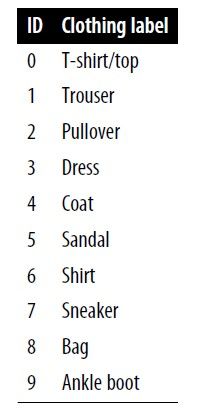 ID Clothing label
0 T-shirt/top
1 Trouser
2 Pullover
3 Dress
4 Coat
5 Sandal
6 Shirt
7 Sneaker
8 Bag
9 Ankle boot